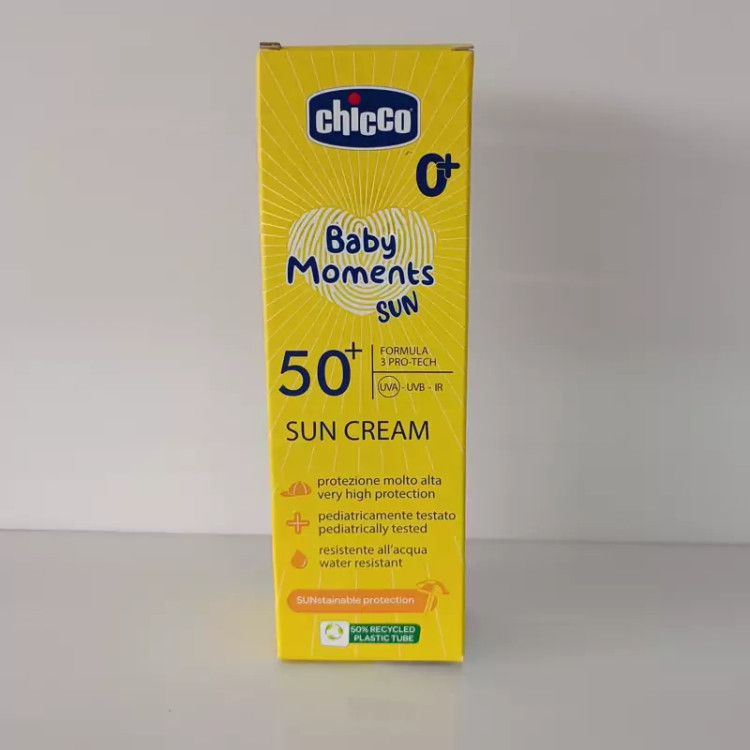 chicco
0+
Baby
Moments
SUN
50+
FORMULA
3 PRO-TECH
UVA - UVB - IR
SUN CREAM
protezione molto alta
very high protection
pediatricamente testato
pediatrically tested
resistente all'acqua
water resistant
SUNstainable protection
50% RECYCLED
PLASTIC TUBE